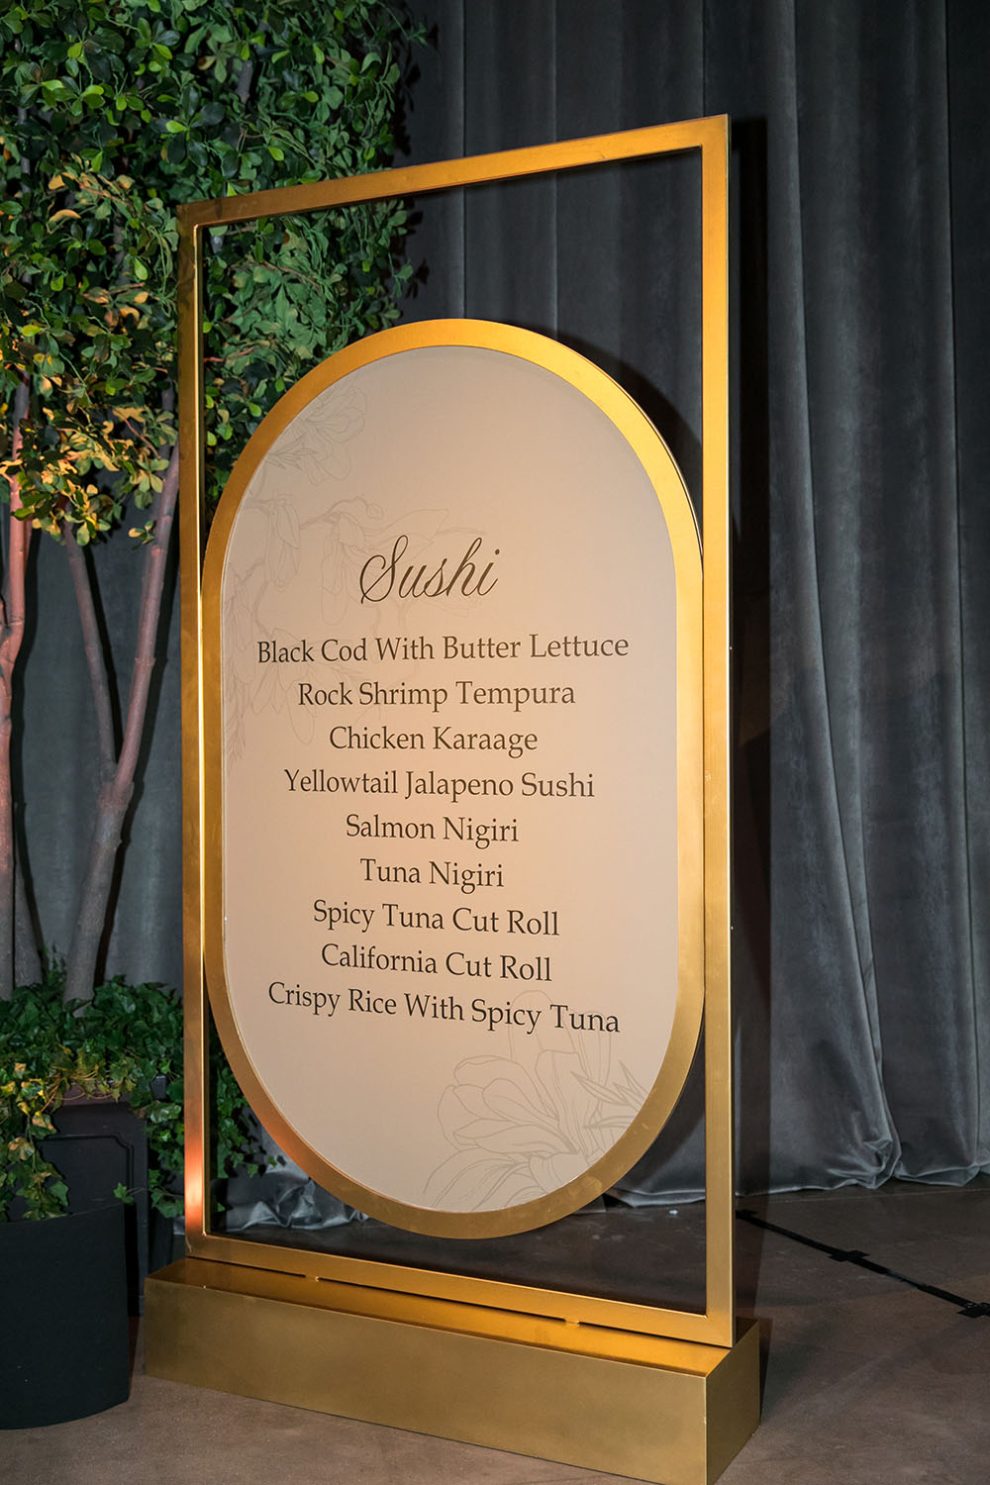 Sushi
Black Cod With Butter Lettuce
Rock Shrimp Tempura
Chicken Karaage
Yellowtail Jalapeno Sushi
Salmon Nigiri
Tuna Nigiri
Spicy Tuna Cut Roll
California Cut Roll
Crispy Rice With Spicy Tuna